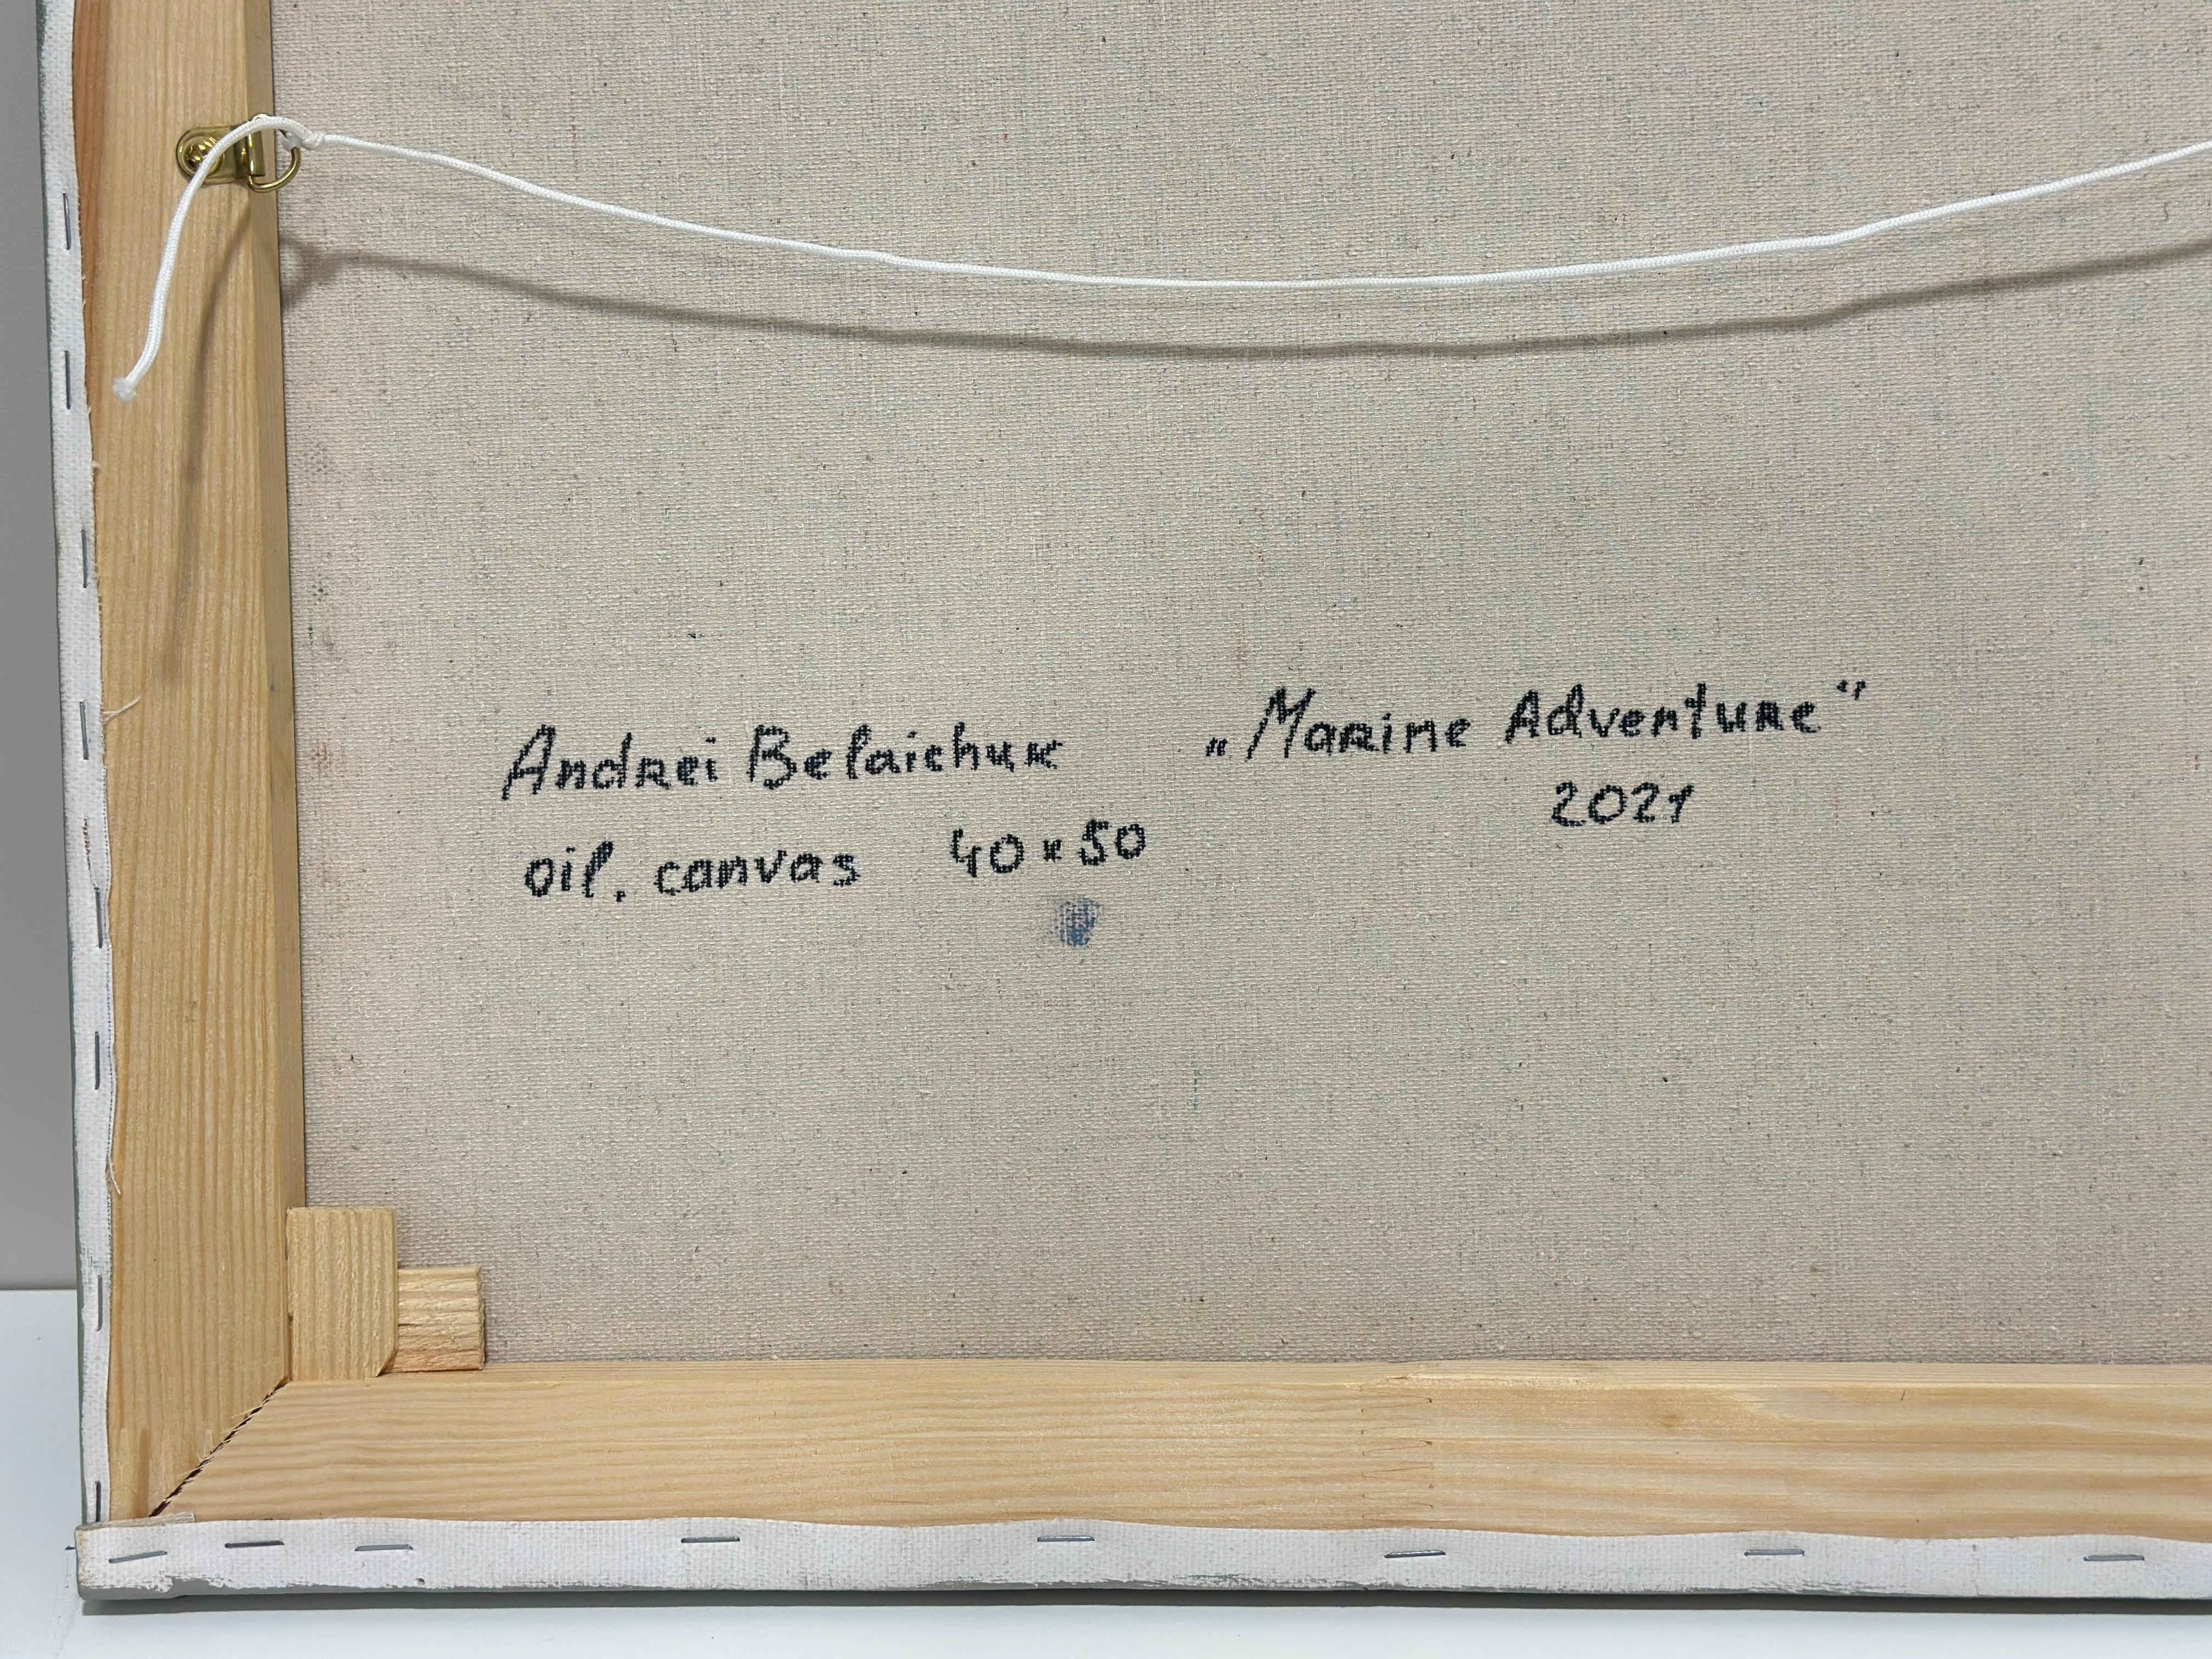 Andrei Belaichuk
oil. canvas 40x50
„Marine Adventure"
2021